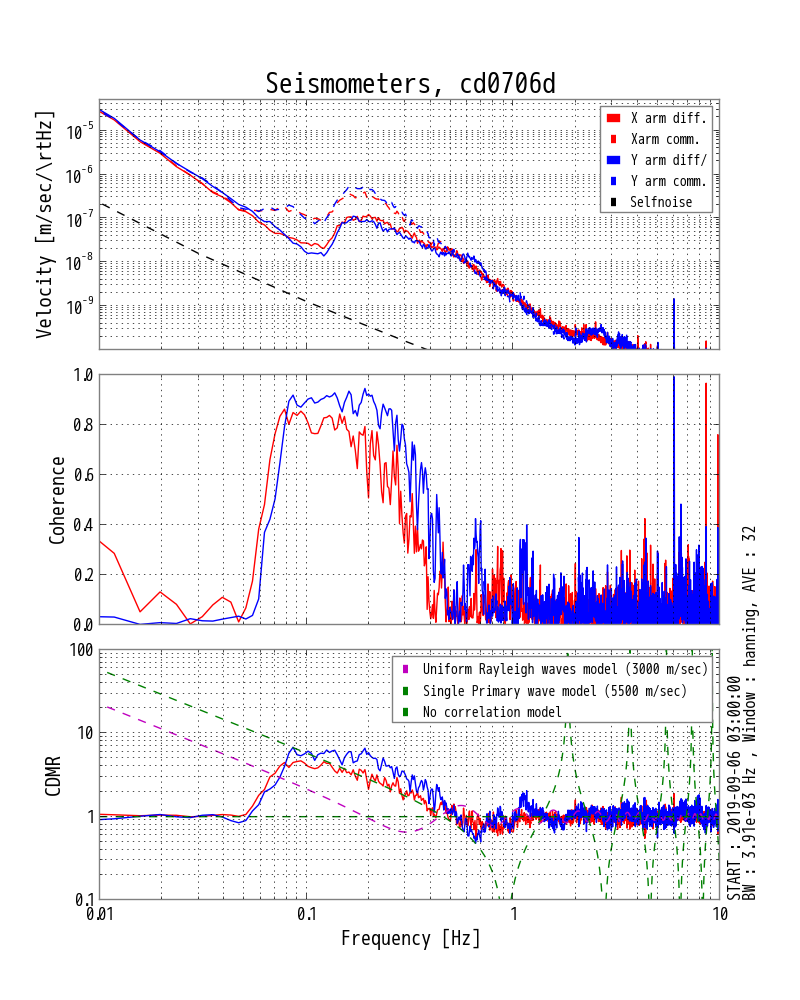 Seismometers, cd0706d
Velocity [m/sec/\rtHz]
10^-5
10^-6
10^-7
10^-8
10^-9
X arm diff.
Xarm comm.
Y arm diff/
Y arm comm.
Selfnoise
Coherence
1.0
0.8
0.6
0.4
0.2
0.0
CDMR
100
10
1
0.1
Uniform Rayleigh waves model (3000 m/sec)
Single Primary wave model (5500 m/sec)
No correlation model
0.01
0.1
1
10
Frequency [Hz]
START : 2019-09-06 03:00:00
BW : 3.91e-03 Hz , Window : hanning, AVE : 32